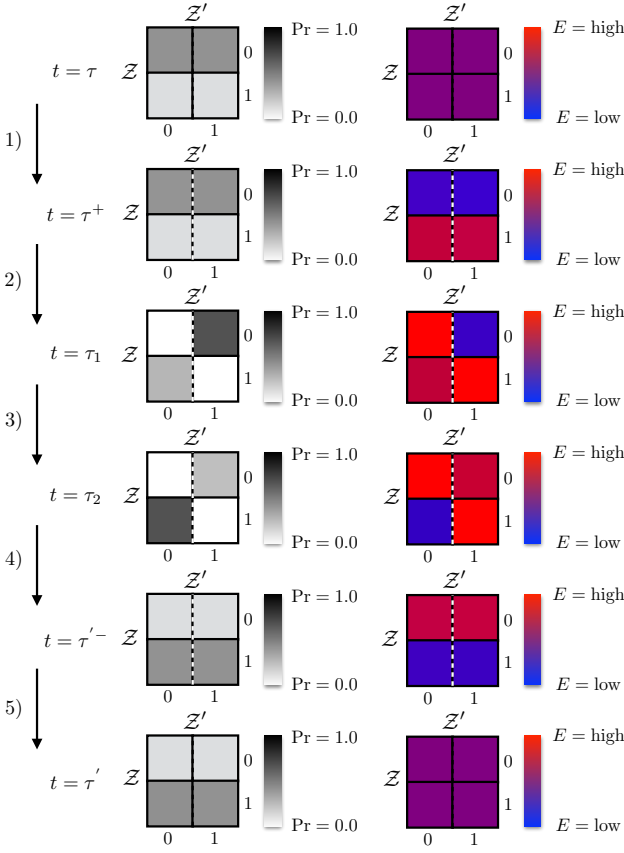 𝒵′ 𝒵′
Pr = 1.0 E = high
t = τ 𝒵 0 𝒵 0
1 1
Pr = 0.0 E = low
0 1 0 1
1)
𝒵′ 𝒵′
Pr = 1.0 E = high
t = τ⁺ 𝒵 0 𝒵 0
1 1
Pr = 0.0 E = low
0 1 0 1
2)
𝒵′ 𝒵′
Pr = 1.0 E = high
t = τ₁ 𝒵 0 𝒵 0
1 1
Pr = 0.0 E = low
0 1 0 1
3)
𝒵′ 𝒵′
Pr = 1.0 E = high
t = τ₂ 𝒵 0 𝒵 0
1 1
Pr = 0.0 E = low
0 1 0 1
4)
𝒵′ 𝒵′
Pr = 1.0 E = high
t = τ′⁻ 𝒵 0 𝒵 0
1 1
Pr = 0.0 E = low
0 1 0 1
5)
𝒵′ 𝒵′
Pr = 1.0 E = high
t = τ′ 𝒵 0 𝒵 0
1 1
Pr = 0.0 E = low
0 1 0 1